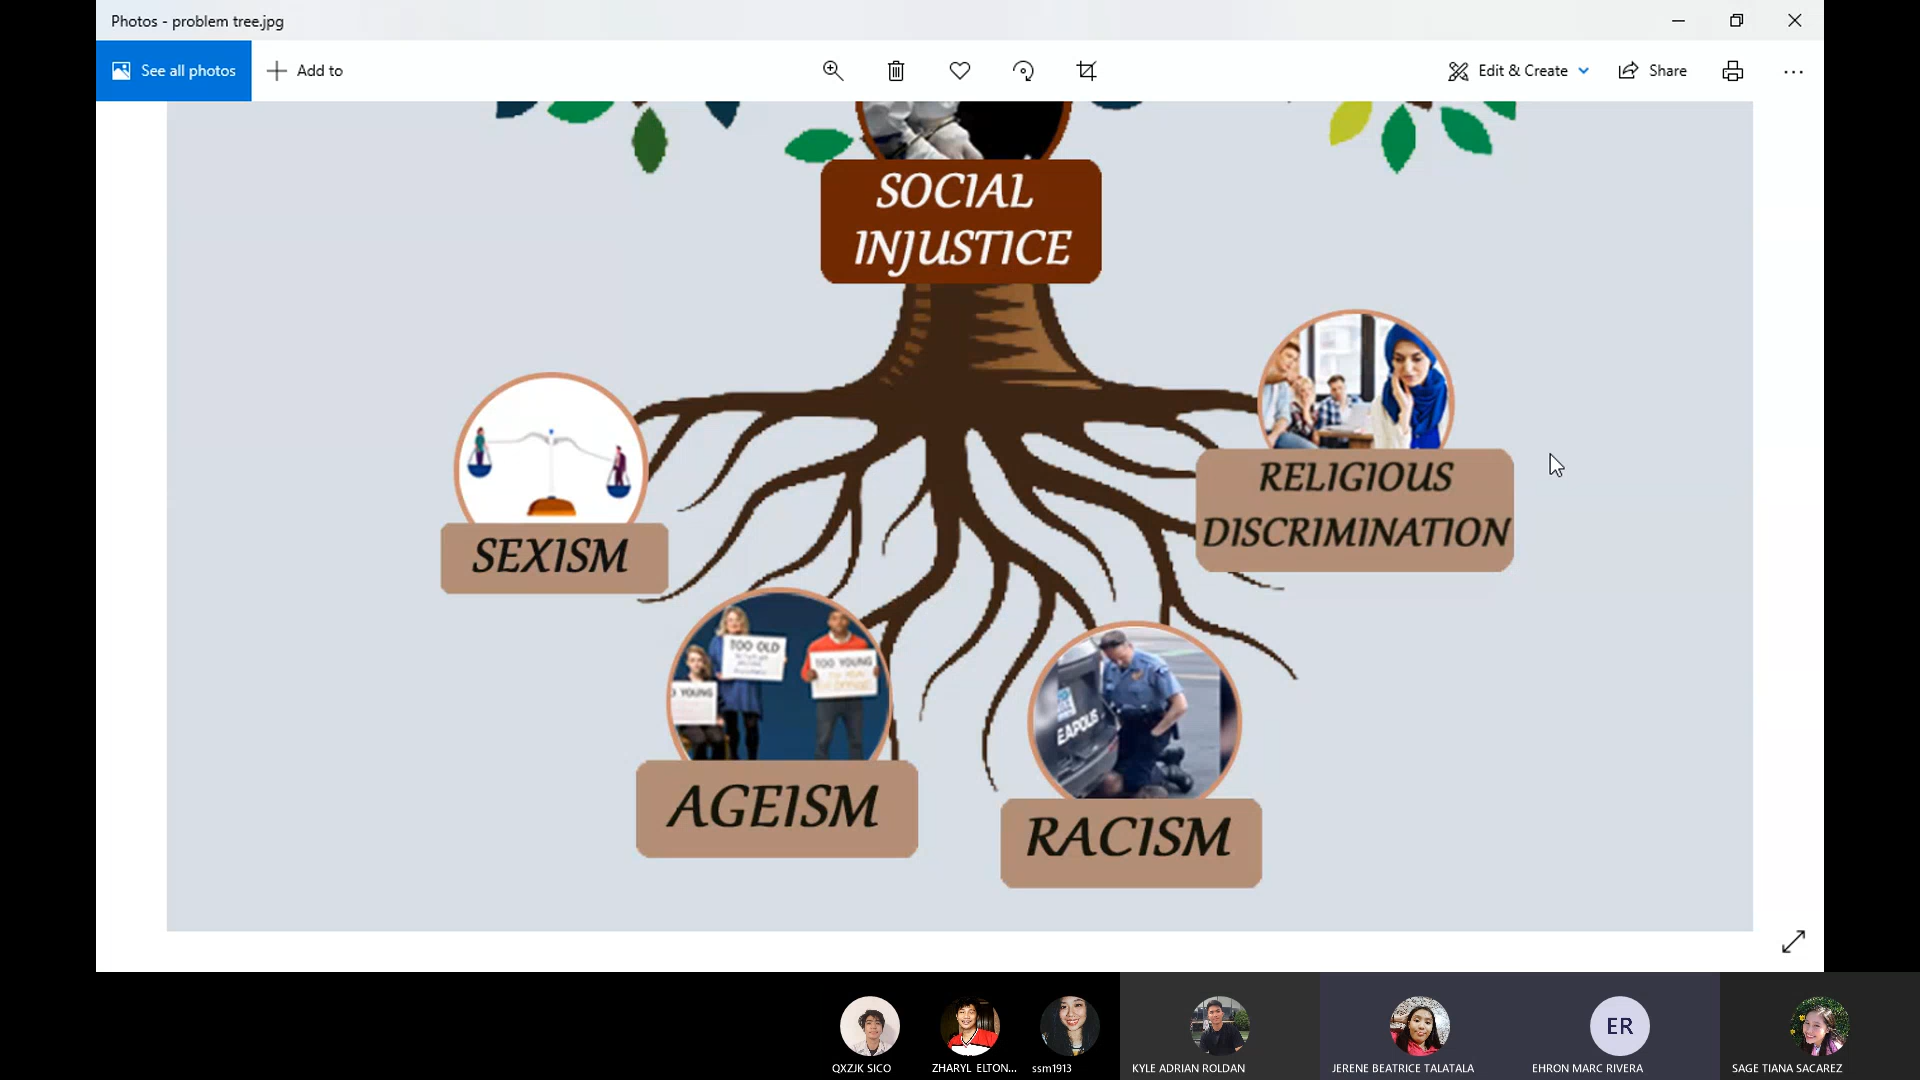 Photos - problem tree.jpg
See all photos
Add to
Edit & Create
Share
SOCIAL
INJUSTICE
RELIGIOUS
DISCRIMINATION
SEXISM
TOO OLD
TOO YOUNG
YOUNG
EAPOLIS
AGEISM
RACISM
ER
QXZJK SICO
ZHARYL ELTON...
ssm1913
KYLE ADRIAN ROLDAN
JERENE BEATRICE TALATALA
EHRON MARC RIVERA
SAGE TIANA SACAREZ